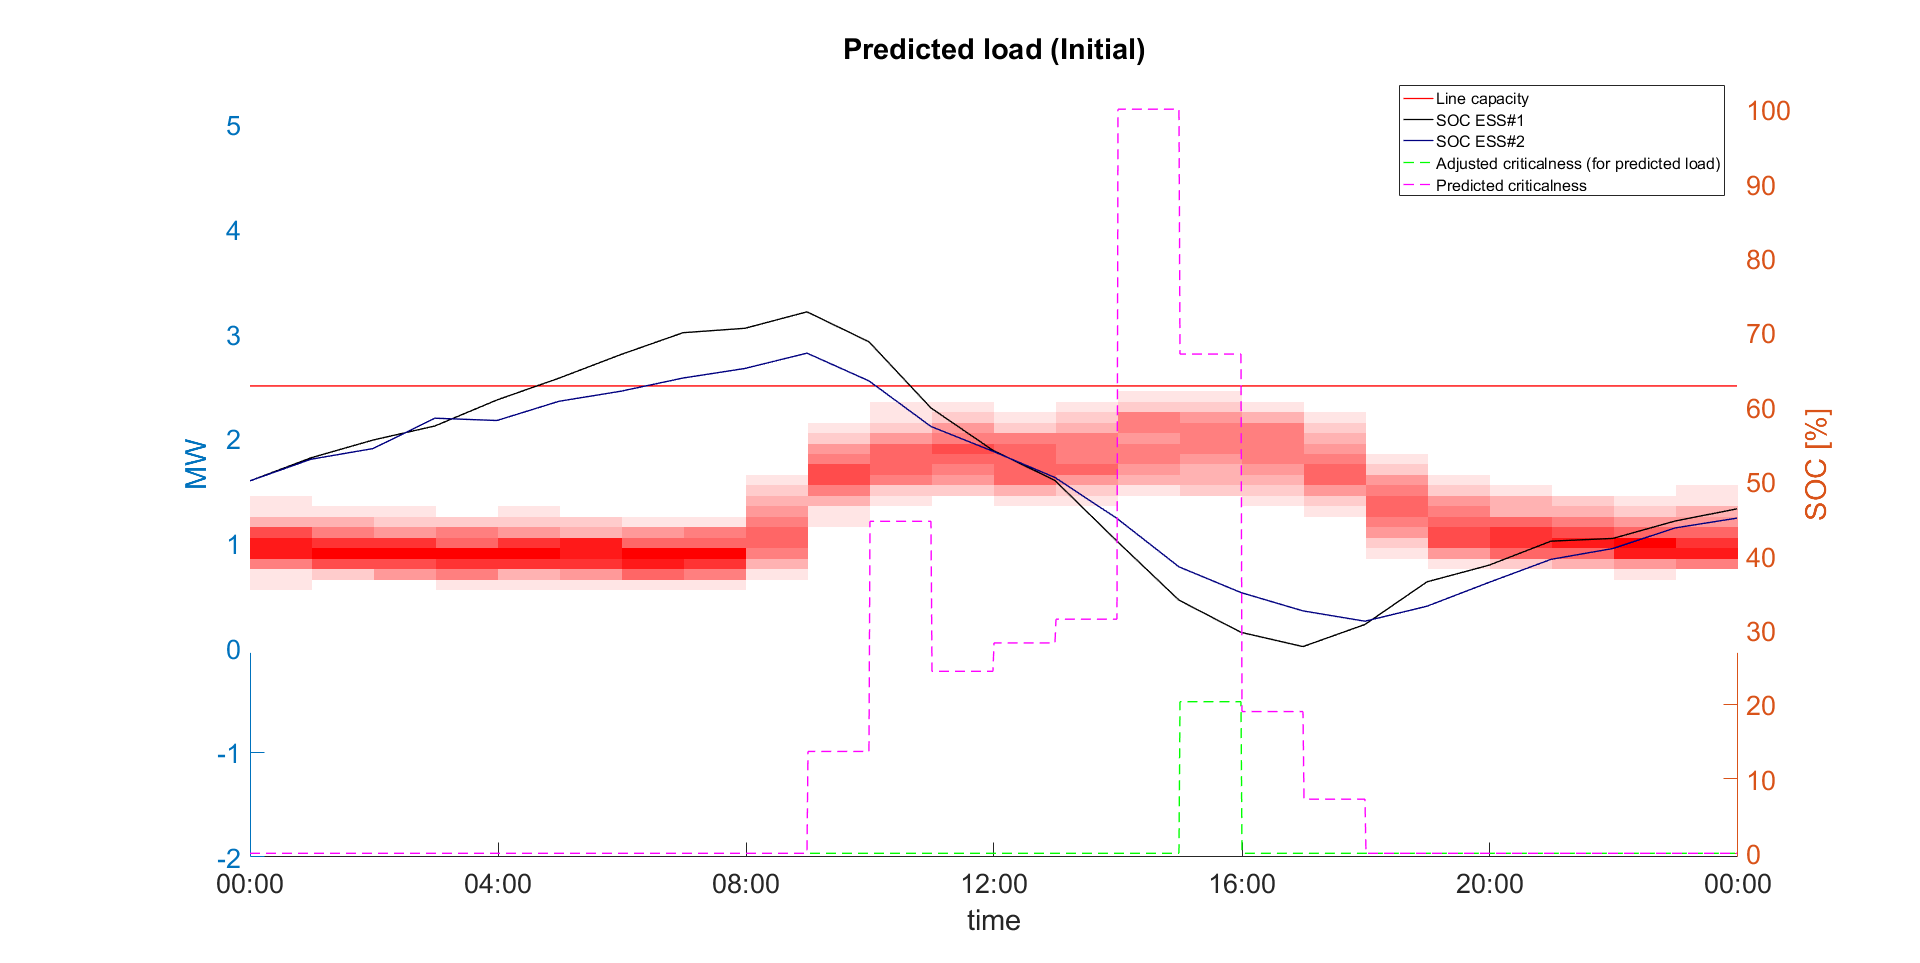 Predicted load (Initial)
Line capacity
SOC ESS#1
SOC ESS#2
Adjusted criticalness (for predicted load)
Predicted criticalness
5
4
3
2
1
0
-1
-2
MW
100
90
80
70
60
50
40
30
20
10
0
SOC [%]
00:00 04:00 08:00 12:00 16:00 20:00 00:00
time